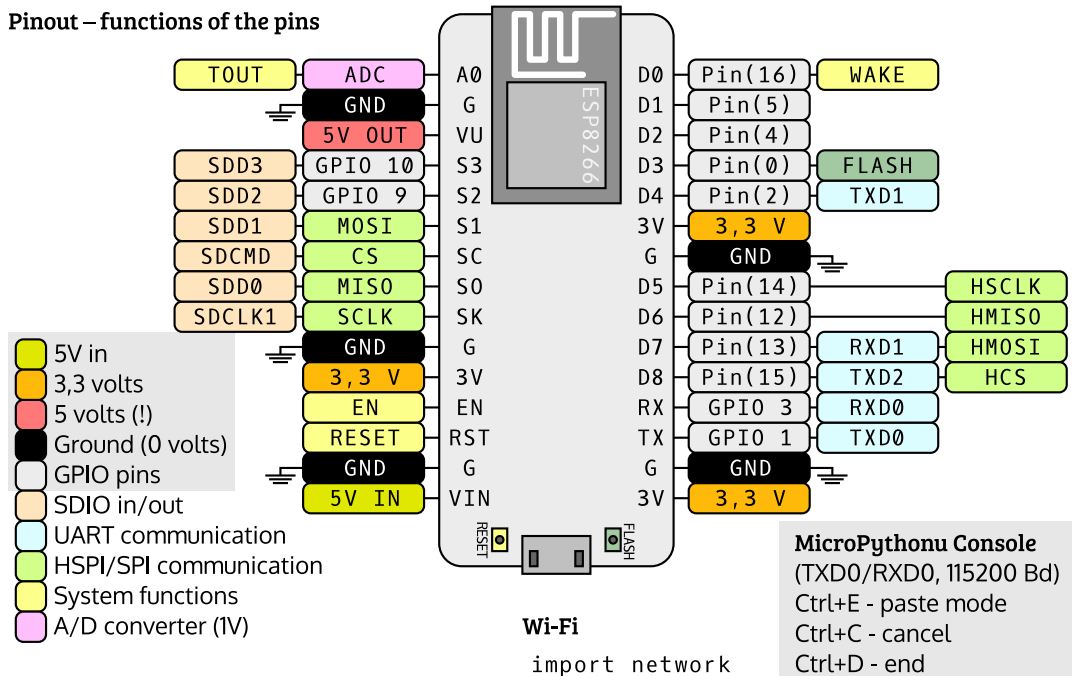 Pinout – functions of the pins
TOUT ADC A0 D0 Pin(16) WAKE
GND G D1 Pin(5)
5V OUT VU D2 Pin(4)
SDD3 GPIO 10 S3 D3 Pin(0) FLASH
SDD2 GPIO 9 S2 D4 Pin(2) TXD1
SDD1 MOSI S1 3V 3,3 V
SDCMD CS SC G GND
SDD0 MISO SO D5 Pin(14) HSCLK
SDCLK1 SCLK SK D6 Pin(12) HMISO
GND G D7 Pin(13) RXD1 HMOSI
3,3 V 3V D8 Pin(15) TXD2 HCS
EN EN RX GPIO 3 RXD0
RESET RST TX GPIO 1 TXD0
GND G G GND
5V IN VIN 3V 3,3 V
ESP8266
RESET
FLASH
5V in
3,3 volts
5 volts (!)
Ground (0 volts)
GPIO pins
SDIO in/out
UART communication
HSPI/SPI communication
System functions
A/D converter (1V)
Wi-Fi
import network
MicroPythonu Console
(TXD0/RXD0, 115200 Bd)
Ctrl+E - paste mode
Ctrl+C - cancel
Ctrl+D - end